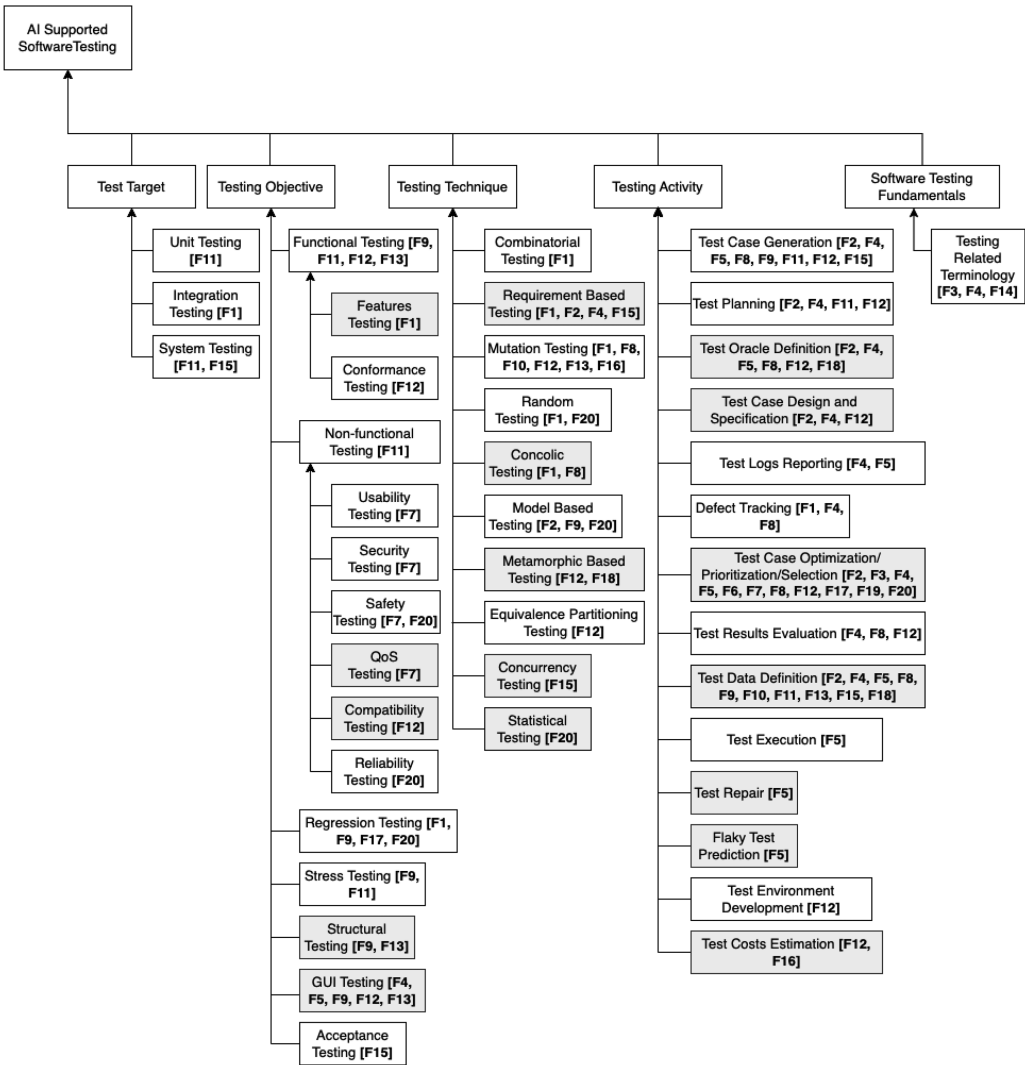 AI Supported
SoftwareTesting
Test Target
Testing Objective
Testing Technique
Testing Activity
Software Testing
Fundamentals
Unit Testing
[F11]
Integration
Testing [F1]
System Testing
[F11, F15]
Functional Testing [F9,
F11, F12, F13]
Features
Testing [F1]
Conformance
Testing [F12]
Non-functional
Testing [F11]
Usability
Testing [F7]
Security
Testing [F7]
Safety
Testing [F7, F20]
QoS
Testing [F7]
Compatibility
Testing [F12]
Reliability
Testing [F20]
Regression Testing [F1,
F9, F17, F20]
Stress Testing [F9,
F11]
Structural
Testing [F9, F13]
GUI Testing [F4,
F5, F9, F12, F13]
Acceptance
Testing [F15]
Combinatorial
Testing [F1]
Requirement Based
Testing [F1, F2, F4, F15]
Mutation Testing [F1, F8,
F10, F12, F13, F16]
Random
Testing [F1, F20]
Concolic
Testing [F1, F8]
Model Based
Testing [F2, F9, F20]
Metamorphic Based
Testing [F12, F18]
Equivalence Partitioning
Testing [F12]
Concurrency
Testing [F15]
Statistical
Testing [F20]
Test Case Generation [F2, F4,
F5, F8, F9, F11, F12, F15]
Test Planning [F2, F4, F11, F12]
Test Oracle Definition [F2, F4,
F5, F8, F12, F18]
Test Case Design and
Specification [F2, F4, F12]
Test Logs Reporting [F4, F5]
Defect Tracking [F1, F4,
F8]
Test Case Optimization/
Prioritization/Selection [F2, F3, F4,
F5, F6, F7, F8, F12, F17, F19, F20]
Test Results Evaluation [F4, F8, F12]
Test Data Definition [F2, F4, F5, F8,
F9, F10, F11, F13, F15, F18]
Test Execution [F5]
Test Repair [F5]
Flaky Test
Prediction [F5]
Test Environment
Development [F12]
Test Costs Estimation [F12,
F16]
Testing
Related
Terminology
[F3, F4, F14]